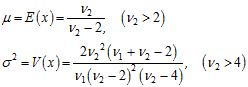 μ = E(x) = ν₂ / (ν₂ − 2), (ν₂ > 2)
σ² = V(x) = 2ν₂²(ν₁ + ν₂ − 2) / ν₁(ν₂ − 2)²(ν₂ − 4), (ν₂ > 4)